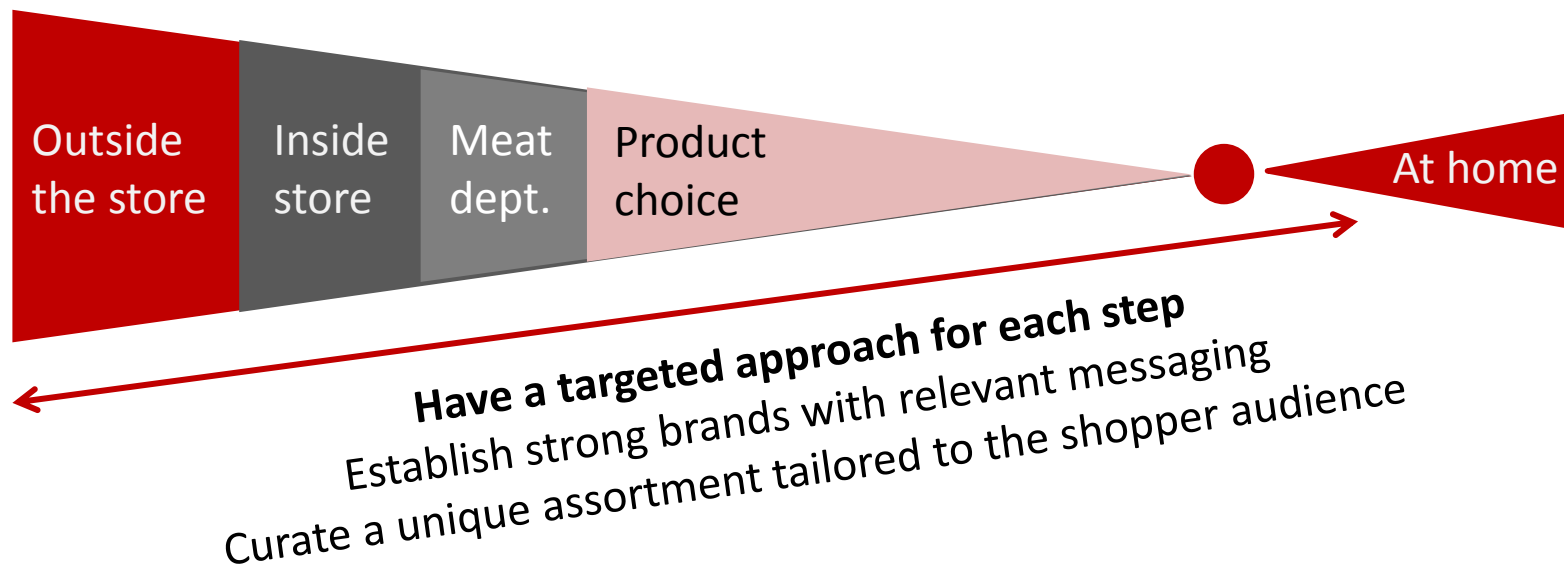 Outside
the store
Inside
store
Meat
dept.
Product
choice
At home
Have a targeted approach for each step
Establish strong brands with relevant messaging
Curate a unique assortment tailored to the shopper audience